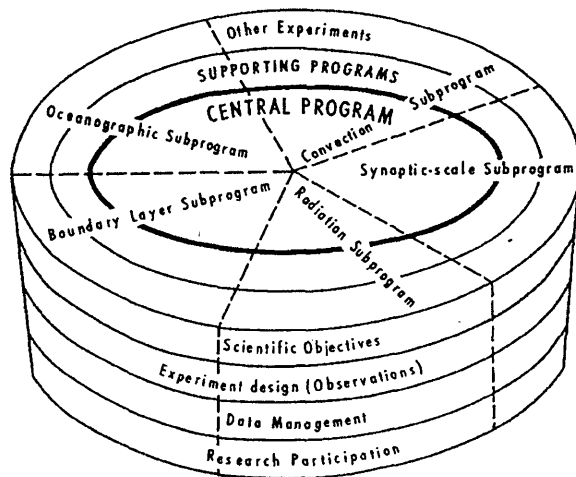 Other Experiments
SUPPORTING PROGRAMS
CENTRAL PROGRAM
Oceanographic Subprogram
Convection Subprogram
Synoptic-scale Subprogram
Boundary Layer Subprogram
Radiation Subprogram
Scientific Objectives
Experiment design (Observations)
Data Management
Research Participation